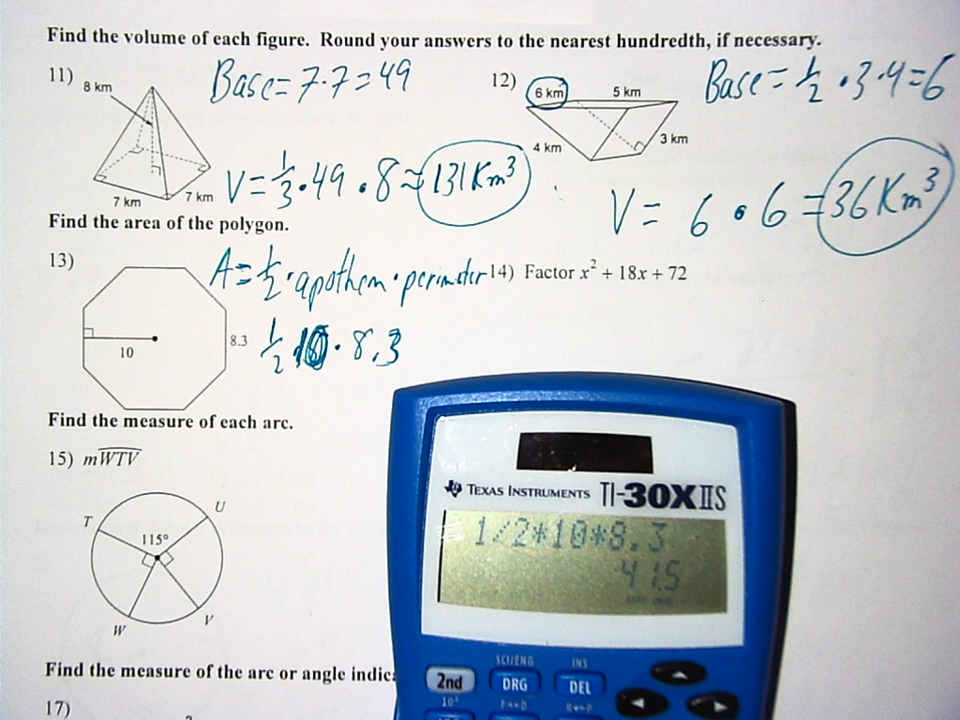 Find the volume of each figure. Round your answers to the nearest hundredth, if necessary.
11) 8 km Base = 7·7 = 49
7 km 7 km
V = 1/3 · 49 · 8 ≈ 131 Km³
12) 6 km 5 km Base = 1/2 · 3 · 4 = 6
4 km 3 km
V = 6 · 6 = 36 Km³
Find the area of the polygon.
13) A = 1/2 · apothem · perimeter
10 8.3
1/2 10 · 8.3
14) Factor x² + 18x + 72
Find the measure of each arc.
15) mWTV
T U
115°
W V
Find the measure of the arc or angle
17)
TEXAS INSTRUMENTS TI-30X IIS
1/2*10*8.3
41.5
SCI/ENG INS
2nd DRG DEL